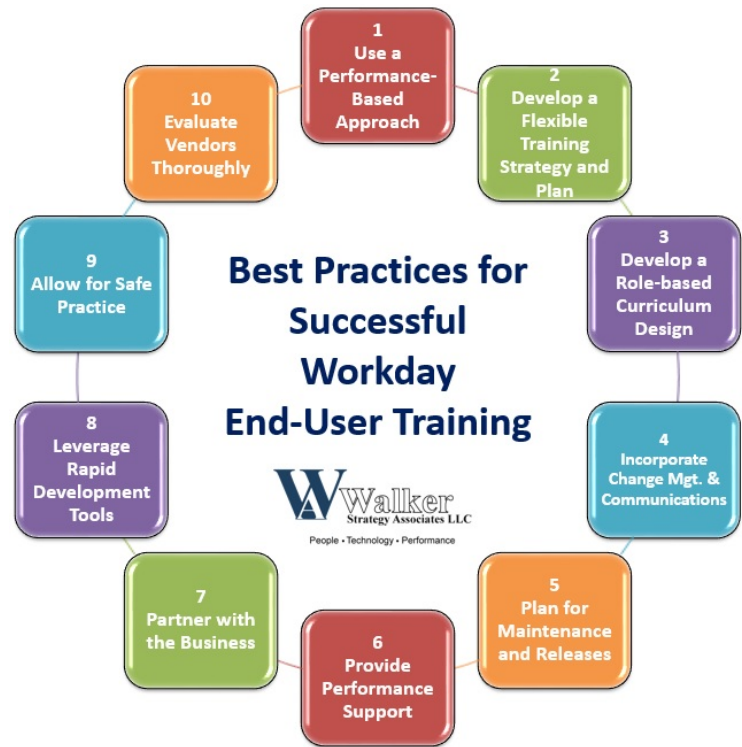 1
Use a
Performance-
Based
Approach
2
Develop a
Flexible
Training
Strategy and
Plan
3
Develop a
Role-based
Curriculum
Design
4
Incorporate
Change Mgt. &
Communications
5
Plan for
Maintenance
and Releases
6
Provide
Performance
Support
7
Partner with
the Business
8
Leverage
Rapid
Development
Tools
9
Allow for Safe
Practice
10
Evaluate
Vendors
Thoroughly
Best Practices for
Successful
Workday
End-User Training
WA Walker
Strategy Associates LLC
People • Technology • Performance